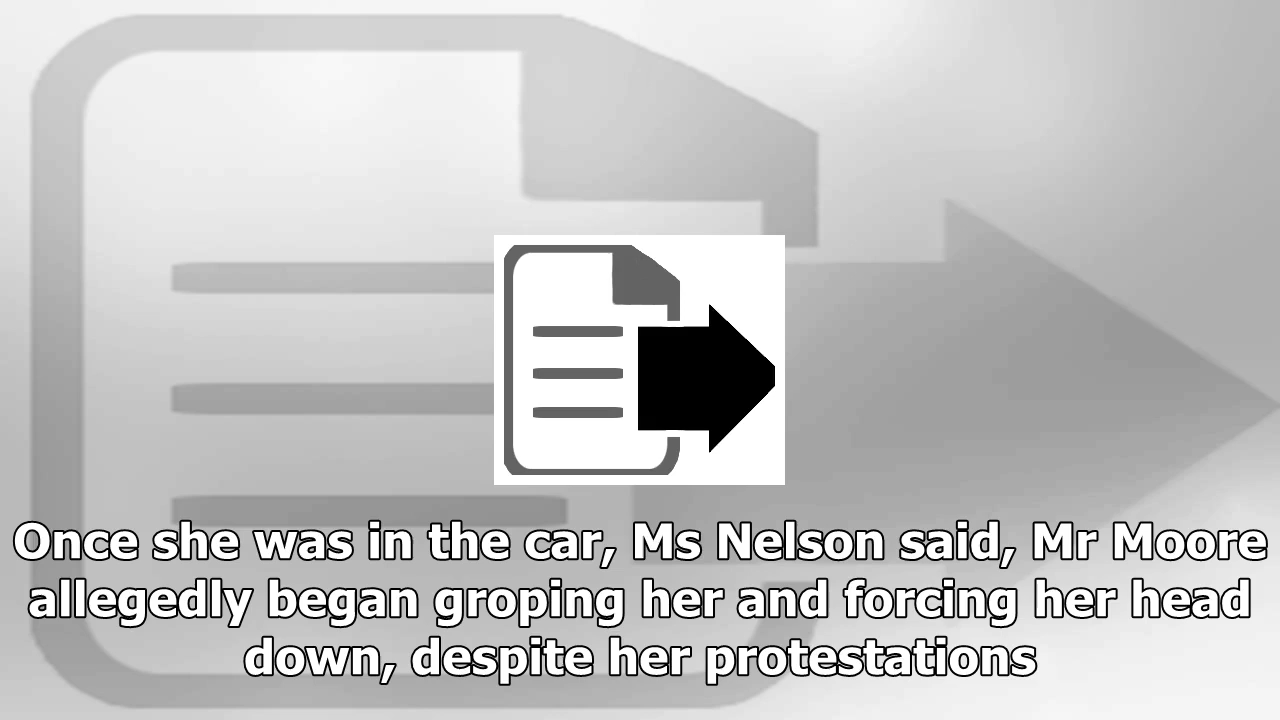 Once she was in the car, Ms Nelson said, Mr Moore
allegedly began groping her and forcing her head
down, despite her protestations